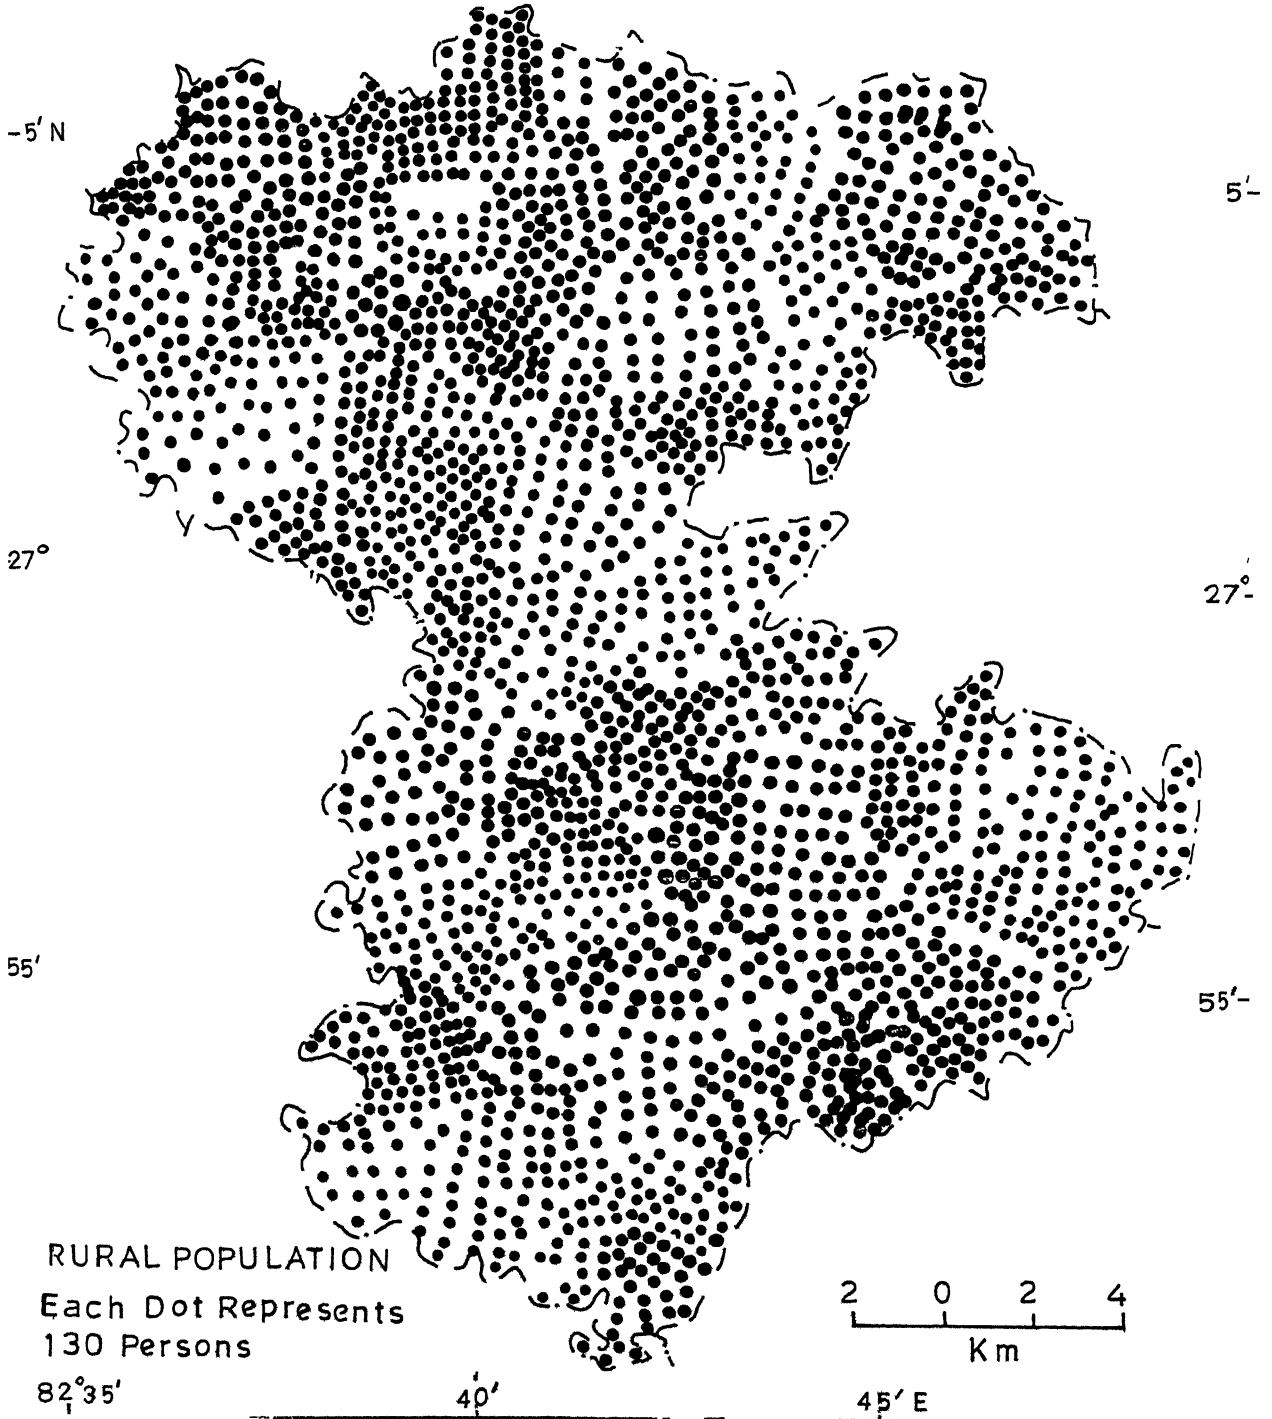 -5' N
5'-
27°
27°-
55'
55'-
RURAL POPULATION
Each Dot Represents
130 Persons
2 0 2 4
Km
82°35' 40' 45' E